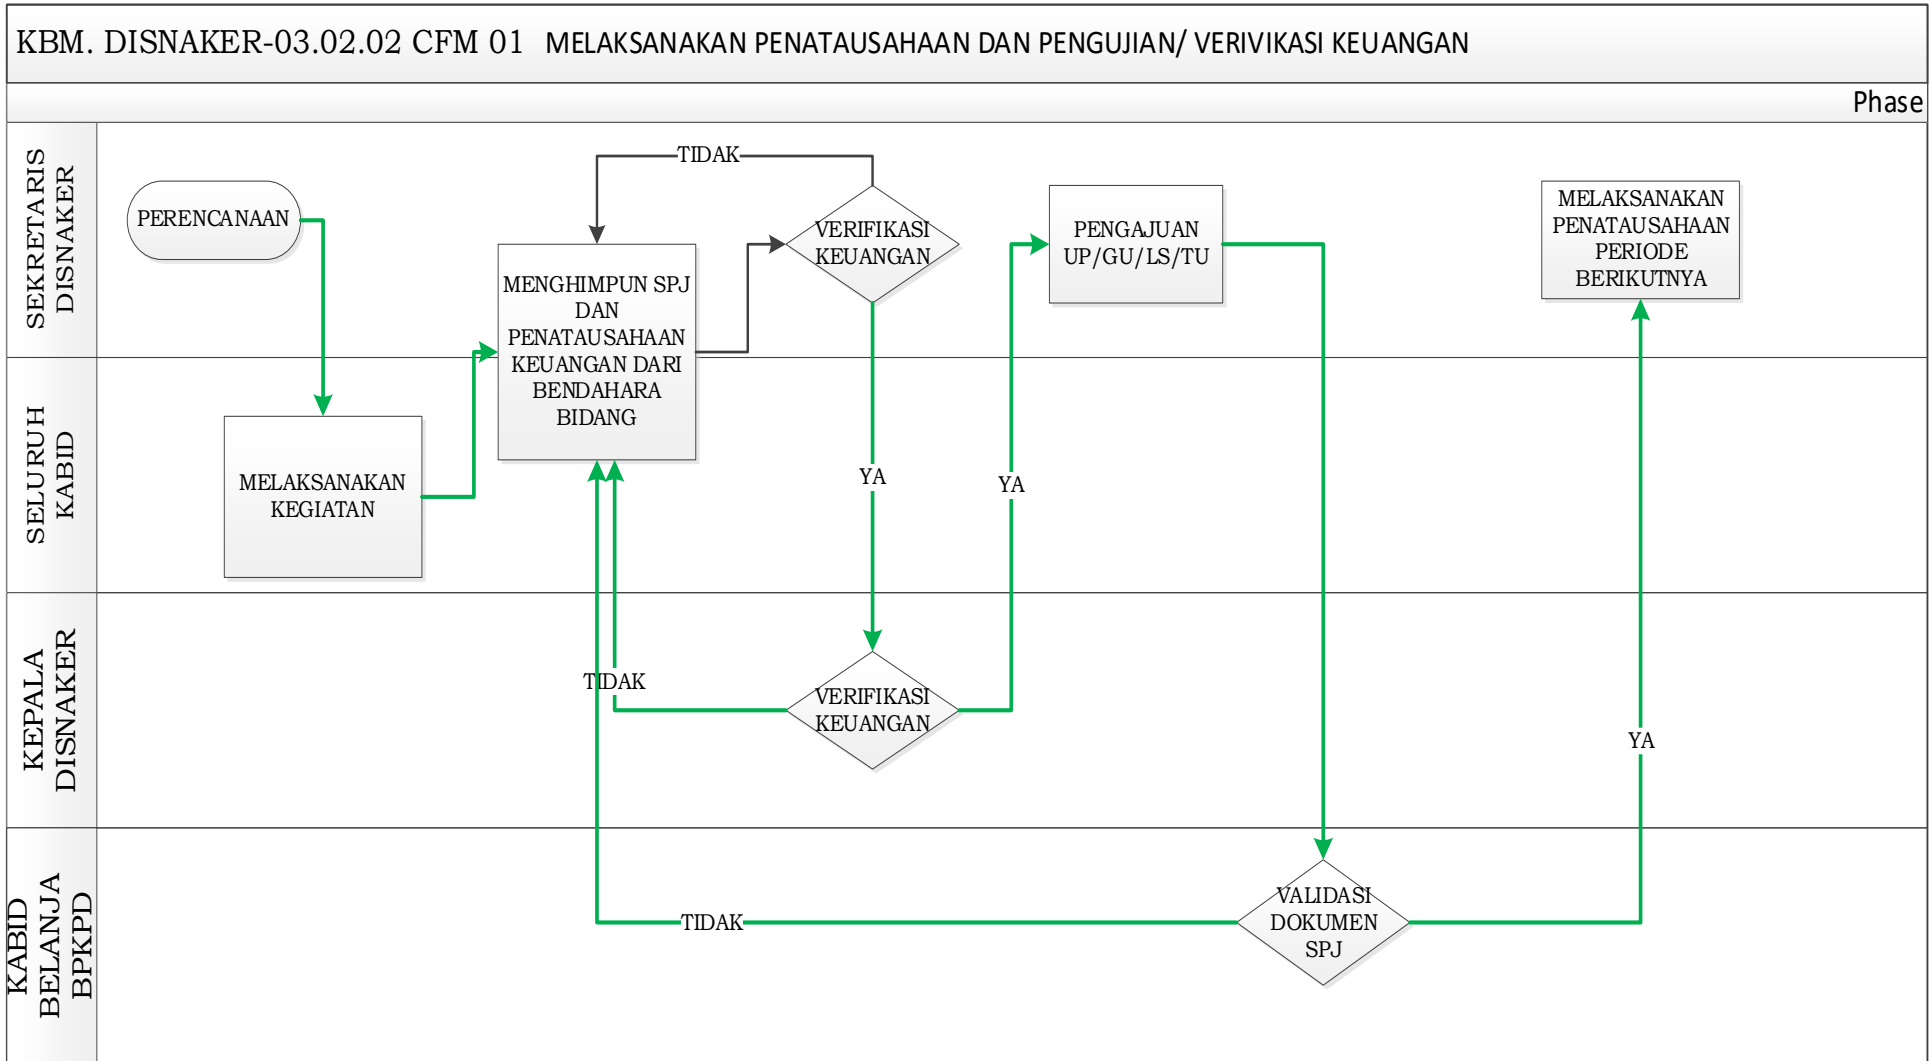 KBM. DISNAKER-03.02.02 CFM 01 MELAKSANAKAN PENATAUSAHAAN DAN PENGUJIAN/ VERIVIKASI KEUANGAN
Phase
SEKRETARIS
DISNAKER
PERENCANAAN
TIDAK
MENGHIMPUN SPJ
DAN
PENATAUSAHAAN
KEUANGAN DARI
BENDAHARA
BIDANG
VERIFIKASI
KEUANGAN
PENGAJUAN
UP/GU/LS/TU
MELAKSANAKAN
PENATAUSAHAAN
PERIODE
BERIKUTNYA
SELURUH
KABID
MELAKSANAKAN
KEGIATAN
YA
YA
KEPALA
DISNAKER
TIDAK
VERIFIKASI
KEUANGAN
YA
KABID
BELANJA
BPKPD
TIDAK
VALIDASI
DOKUMEN
SPJ